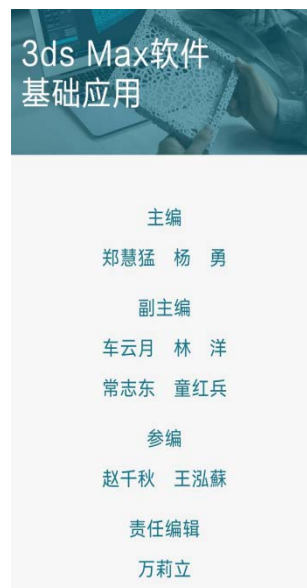 3ds Max软件
基础应用
主编
郑慧猛 杨 勇
副主编
车云月 林 洋
常志东 童红兵
参编
赵千秋 王泓蘇
责任编辑
万莉立